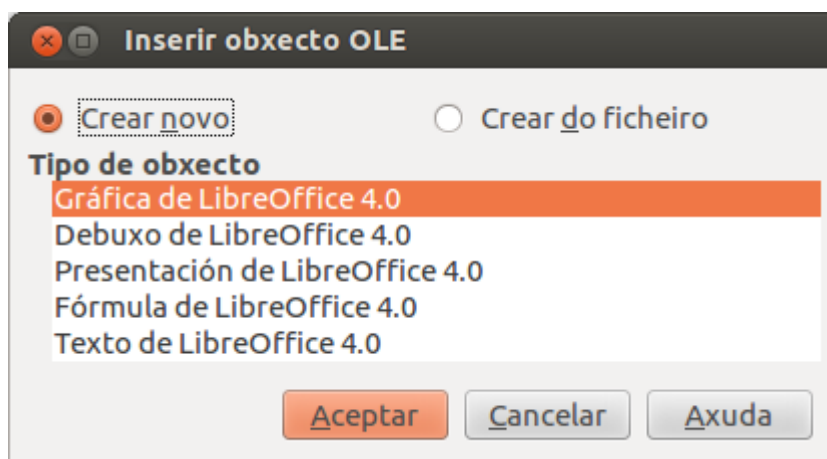 Inserir obxecto OLE
Crear novo Crear do ficheiro
Tipo de obxecto
Gráfica de LibreOffice 4.0
Debuxo de LibreOffice 4.0
Presentación de LibreOffice 4.0
Fórmula de LibreOffice 4.0
Texto de LibreOffice 4.0
Aceptar Cancelar Axuda